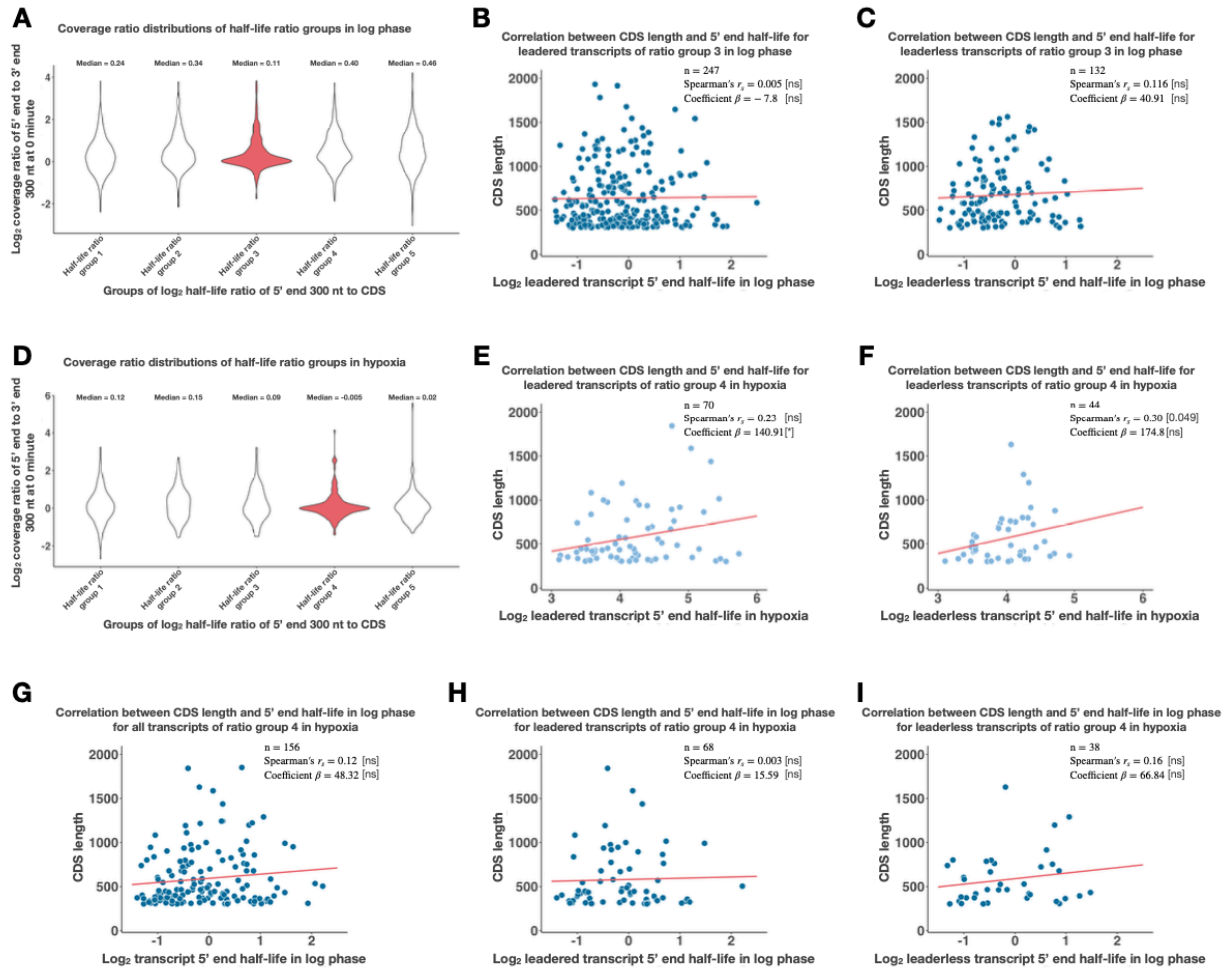 A
Coverage ratio distributions of half-life ratio groups in log phase
Median = 0.24 Median = 0.34 Median = 0.11 Median = 0.40 Median = 0.46
Log2 coverage ratio of 5' end to 3' end
300 nt at 0 minute
4
2
0
-2
Half-life ratio
group 1
Half-life ratio
group 2
Half-life ratio
group 3
Half-life ratio
group 4
Half-life ratio
group 5
Groups of log2 half-life ratio of 5' end 300 nt to CDS
B
Correlation between CDS length and 5' end half-life for
leadered transcripts of ratio group 3 in log phase
n = 247
Spearman's rs = 0.005 [ns]
Coefficient β = − 7.8 [ns]
CDS length
2000
1500
1000
500
0
-1 0 1 2
Log2 leadered transcript 5' end half-life in log phase
C
Correlation between CDS length and 5' end half-life for
leaderless transcripts of ratio group 3 in log phase
n = 132
Spearman's rs = 0.116 [ns]
Coefficient β = 40.91 [ns]
CDS length
2000
1500
1000
500
0
-1 0 1 2
Log2 leaderless transcript 5' end half-life in log phase
D
Coverage ratio distributions of half-life ratio groups in hypoxia
Median = 0.12 Median = 0.15 Median = 0.09 Median = -0.005 Median = 0.02
Log2 coverage ratio of 5' end to 3' end
300 nt at 0 minute
6
4
2
0
-2
Half-life ratio
group 1
Half-life ratio
group 2
Half-life ratio
group 3
Half-life ratio
group 4
Half-life ratio
group 5
Groups of log2 half-life ratio of 5' end 300 nt to CDS
E
Correlation between CDS length and 5' end half-life for
leadered transcripts of ratio group 4 in hypoxia
n = 70
Spearman's rs = 0.23 [ns]
Coefficient β = 140.91[*]
CDS length
2000
1500
1000
500
0
3 4 5 6
Log2 leadered transcript 5' end half-life in hypoxia
F
Correlation between CDS length and 5' end half-life for
leaderless transcripts of ratio group 4 in hypoxia
n = 44
Spearman's rs = 0.30 [0.049]
Coefficient β = 174.8[ns]
CDS length
2000
1500
1000
500
0
3 4 5 6
Log2 leaderless transcript 5' end half-life in hypoxia
G
Correlation between CDS length and 5' end half-life in log phase
for all transcripts of ratio group 4 in hypoxia
n = 156
Spearman's rs = 0.12 [ns]
Coefficient β = 48.32 [ns]
CDS length
2000
1500
1000
500
0
-1 0 1 2
Log2 transcript 5' end half-life in log phase
H
Correlation between CDS length and 5' end half-life in log phase
for leadered transcripts of ratio group 4 in hypoxia
n = 68
Spearman's rs = 0.003 [ns]
Coefficient β = 15.59 [ns]
CDS length
2000
1500
1000
500
0
-1 0 1 2
Log2 leadered transcript 5' end half-life in log phase
I
Correlation between CDS length and 5' end half-life in log phase
for leaderless transcripts of ratio group 4 in hypoxia
n = 38
Spearman's rs = 0.16 [ns]
Coefficient β = 66.84 [ns]
CDS length
2000
1500
1000
500
0
-1 0 1 2
Log2 leaderless transcript 5' end half-life in log phase